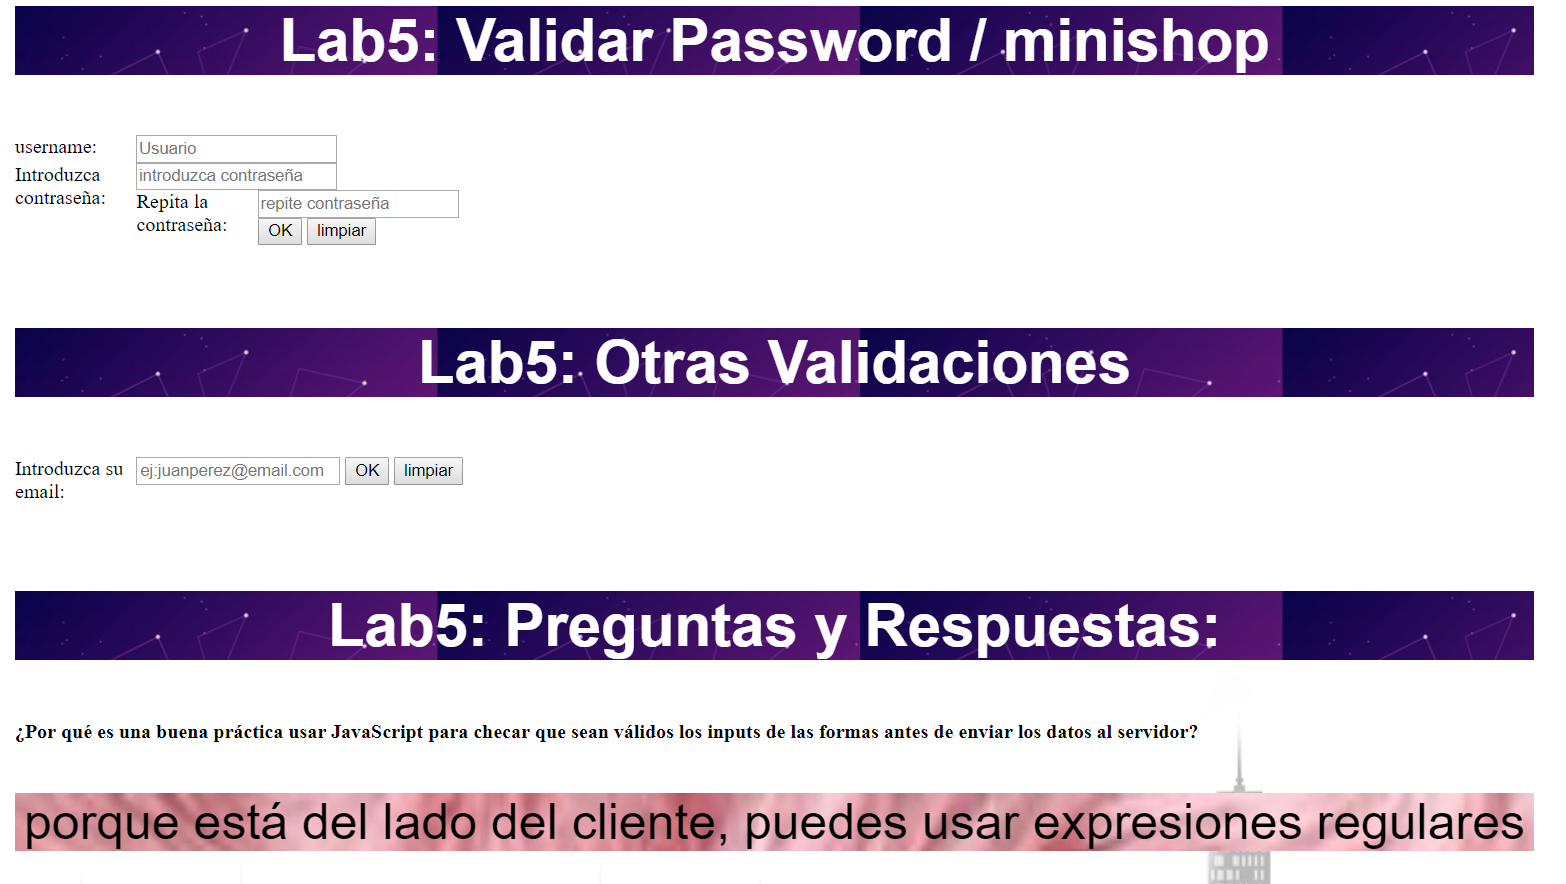 Lab5: Validar Password / minishop
username:
Usuario
Introduzca
contraseña:
introduzca contraseña
Repita la
contraseña:
repite contraseña
OK limpiar
Lab5: Otras Validaciones
Introduzca su
email:
ej:juanperez@email.com OK limpiar
Lab5: Preguntas y Respuestas:
¿Por qué es una buena práctica usar JavaScript para checar que sean válidos los inputs de las formas antes de enviar los datos al servidor?
porque está del lado del cliente, puedes usar expresiones regulares